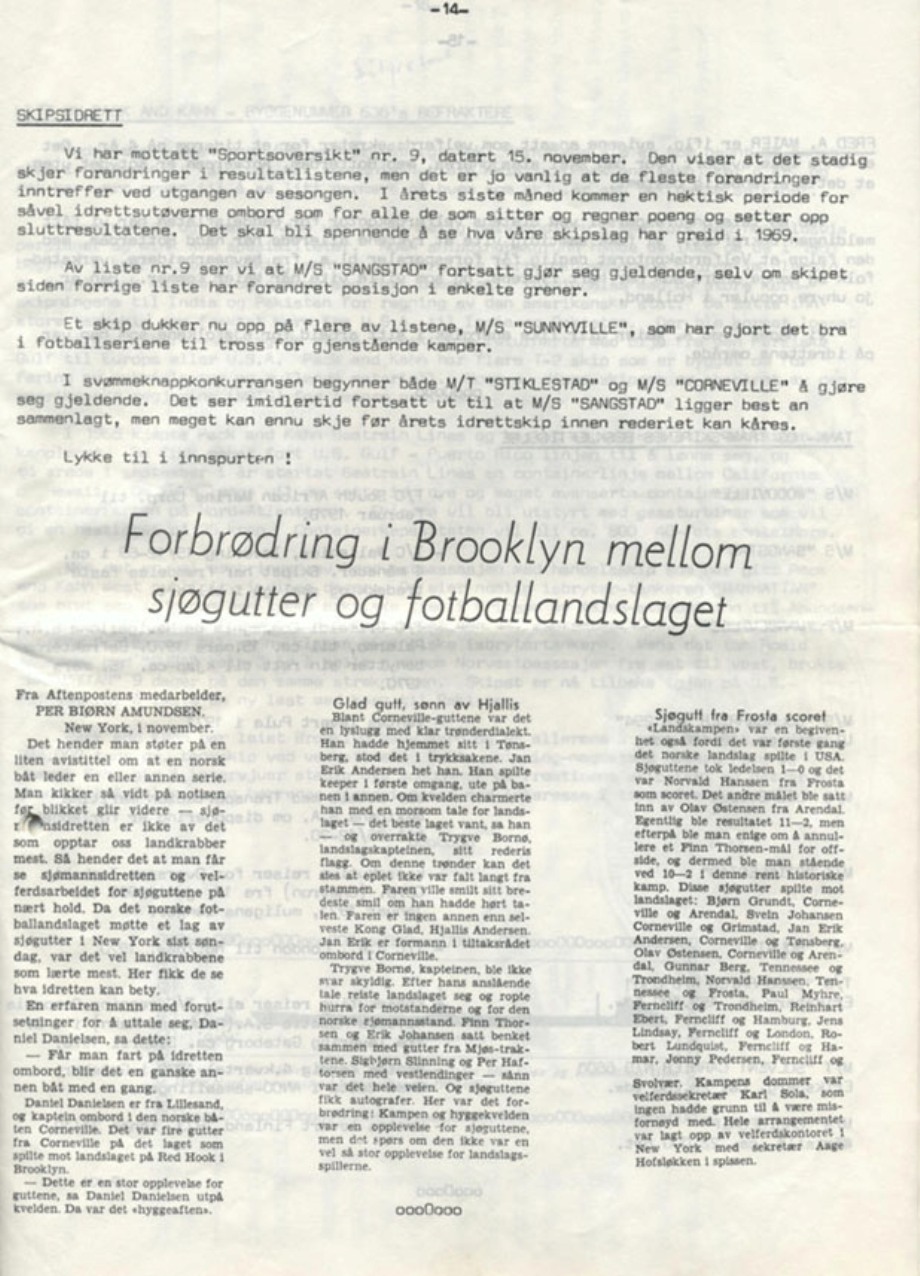 -14-
SKIPSIDRETT
Vi har mottatt "Sportsoversikt" nr. 9, datert 15. november. Den viser at det stadig
skjer forandringer i resultatlistene, men det er jo vanlig at de fleste forandringer
inntreffer ved utgangen av sesongen. I årets siste måned kommer en hektisk periode for
såvel idrettsutøverne ombord som for alle de som sitter og regner poeng og setter opp
sluttresultatene. Det skal bli spennende å se hva våre skipslag har greid i 1969.
Av liste nr.9 ser vi at M/S "SANGSTAD" fortsatt gjør seg gjeldende, selv om skipet
siden forrige liste har forandret posisjon i enkelte grener.
Et skip dukker nu opp på flere av listene, M/S "SUNNYVILLE", som har gjort det bra
i fotballseriene til tross for gjenstående kamper.
I svømmeknappkonkurransen begynner både M/T "STIKLESTAD" og M/S "CORNEVILLE" å gjøre
seg gjeldende. Det ser imidlertid fortsatt ut til at M/S "SANGSTAD" ligger best an
sammenlagt, men meget kan ennu skje før årets idrettskip innen rederiet kan kåres.
Lykke til i innspurten !
Forbrødring i Brooklyn mellom
sjøgutter og fotballandslaget
Fra Aftenpostens medarbeider,
PER BIØRN AMUNDSEN.
New York, i november.
Det hender man støter på en
liten avistittel om at en norsk
båt leder en eller annen serie.
Man kikker så vidt på notisen
før blikket glir videre — sjø-
nsidretten er ikke av det
som opptar oss landkrabber
mest. Så hender det at man får
se sjømannsidretten og vel-
ferdsarbeidet for sjøguttene på
nært hold. Da det norske fot-
ballandslaget møtte et lag av
sjøgutter i New York sist søn-
dag, var det vel landkrabbene
som lærte mest. Her fikk de se
hva idretten kan bety.
En erfaren mann med forut-
setninger for å uttale seg, Da-
niel Danielsen, sa dette:
— Får man fart på idretten
ombord, blir det en ganske an-
nen båt med en gang.
Daniel Danielsen er fra Lillesand,
og kaptein ombord i den norske bå-
ten Corneville. Det var fire gutter
fra Corneville på det laget som
spilte mot landslaget på Red Hook i
Brooklyn.
— Dette er en stor opplevelse for
guttene, sa Daniel Danielsen utpå
kvelden. Da var det «hyggeaften».
Glad gutt, sønn av Hjallis
Blant Corneville-guttene var det
en lyslugg med klar trønderdialekt.
Han hadde hjemmet sitt i Tøns-
berg, stod det i trykksakene. Jan
Erik Andersen het han. Han spilte
keeper i første omgang, ute på ba-
nen i annen. Om kvelden charmerte
han med en morsom tale for lands-
laget — det beste laget vant, sa han
— og overrakte Trygve Bornø,
landslagskapteinen, sitt rederis
flagg. Om denne trønder kan det
sies at eplet ikke var falt langt fra
stammen. Faren ville smilt sitt bre-
deste smil om han hadde hørt ta-
len. Faren er ingen annen enn sel-
veste Kong Glad, Hjallis Andersen.
Jan Erik er formann i tiltaksrådet
ombord i Corneville.
Trygve Bornø, kapteinen, ble ikke
svar skyldig. Efter hans anslående
tale reiste landslaget seg og ropte
hurra for motstanderne og for den
norske sjømannsstand. Finn Thor-
sen og Erik Johansen satt benket
sammen med gutter fra Mjøs-trak-
tene. Sigbjørn Slinning og Per Haf-
torsen med vestlendinger — sånn
var det hele veien. Og sjøguttene
fikk autografer. Her var det for-
brødring: Kampen og hyggekvelden
var en opplevelse for sjøguttene,
men det spørs om den ikke var en
vel så stor opplevelse for landslags-
spillerne.
Sjøgutt fra Frosta scoret
«Landskampen» var en begiven-
het også fordi det var første gang
det norske landslag spilte i USA.
Sjøguttene tok ledelsen 1—0 og det
var Norvald Hanssen fra Frosta
som scoret. Det andre målet ble satt
inn av Olav Østensen fra Arendal.
Egentlig ble resultatet 11—2, men
efterpå ble man enige om å annul-
lere et Finn Thorsen-mål for off-
side, og dermed ble man stående
ved 10—2 i denne rent historiske
kamp. Disse sjøgutter spilte mot
landslaget: Bjørn Grundt, Corne-
ville og Arendal, Svein Johansen
Corneville og Grimstad, Jan Erik
Andersen, Corneville og Tønsberg,
Olav Østensen, Corneville og Aren-
dal, Gunnar Berg, Tennessee og
Trondheim, Norvald Hanssen, Ten-
nessee og Frosta, Paul Myhre,
Ferncliff og Trondheim, Reinhart
Ebert, Ferncliff og Hamburg, Jens
Lindsay, Ferncliff og London, Ro-
bert Lundquist, Ferncliff og Ha-
mar, Jonny Pedersen, Ferncliff og
Svolvær. Kampens dommer var
velferdssekretær Karl Sola, som
ingen hadde grunn til å være mis-
fornøyd med. Hele arrangementet
var lagt opp av velferdskontoret i
New York med sekretær Aage
Hofsløkken i spissen.
ooo0ooo